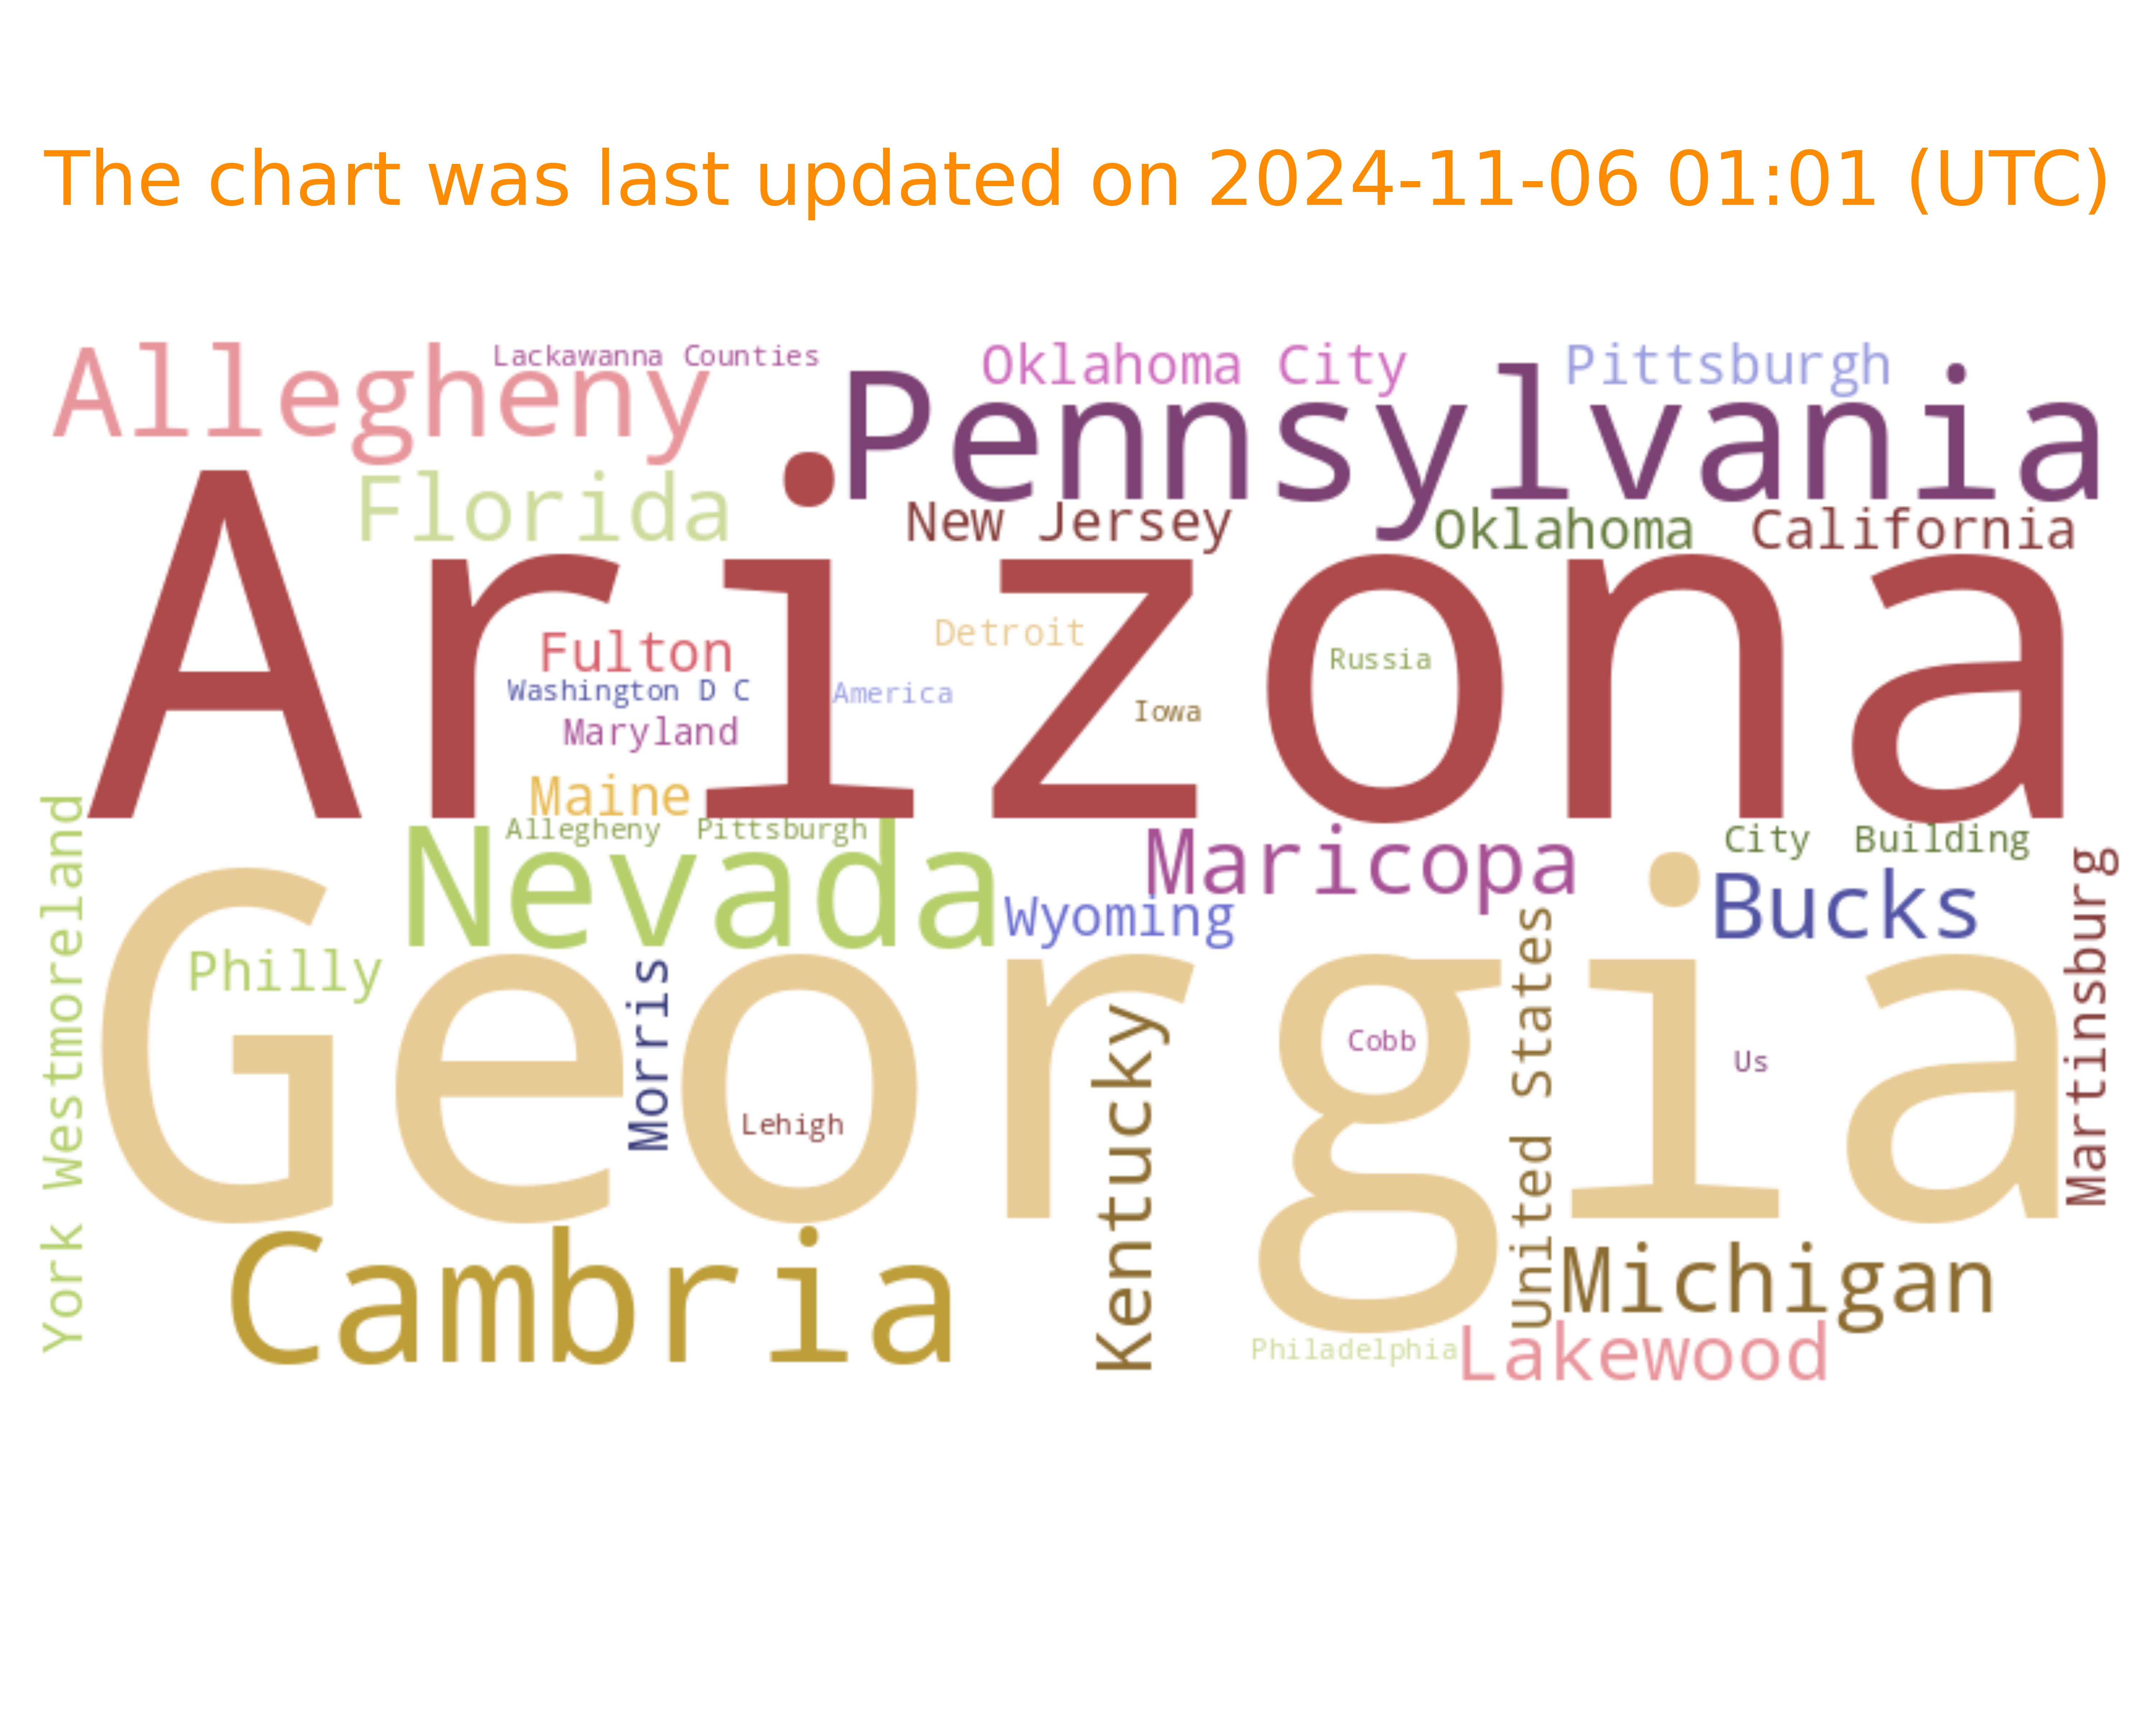 The chart was last updated on 2024-11-06 01:01 (UTC)
Allegheny
Lackawanna Counties
Oklahoma City
Pittsburgh
Pennsylvania
Florida
New Jersey
Oklahoma
California
Arizona
Fulton
Detroit
Russia
Washington D C
America
Iowa
Maryland
Maine
Allegheny Pittsburgh
Nevada
Maricopa
City Building
Wyoming
Bucks
York Westmoreland
Georgia
Philly
Morris
Lehigh
Kentucky
Cobb
United States
Us
Martinsburg
Cambria
Michigan
Philadelphia
Lakewood